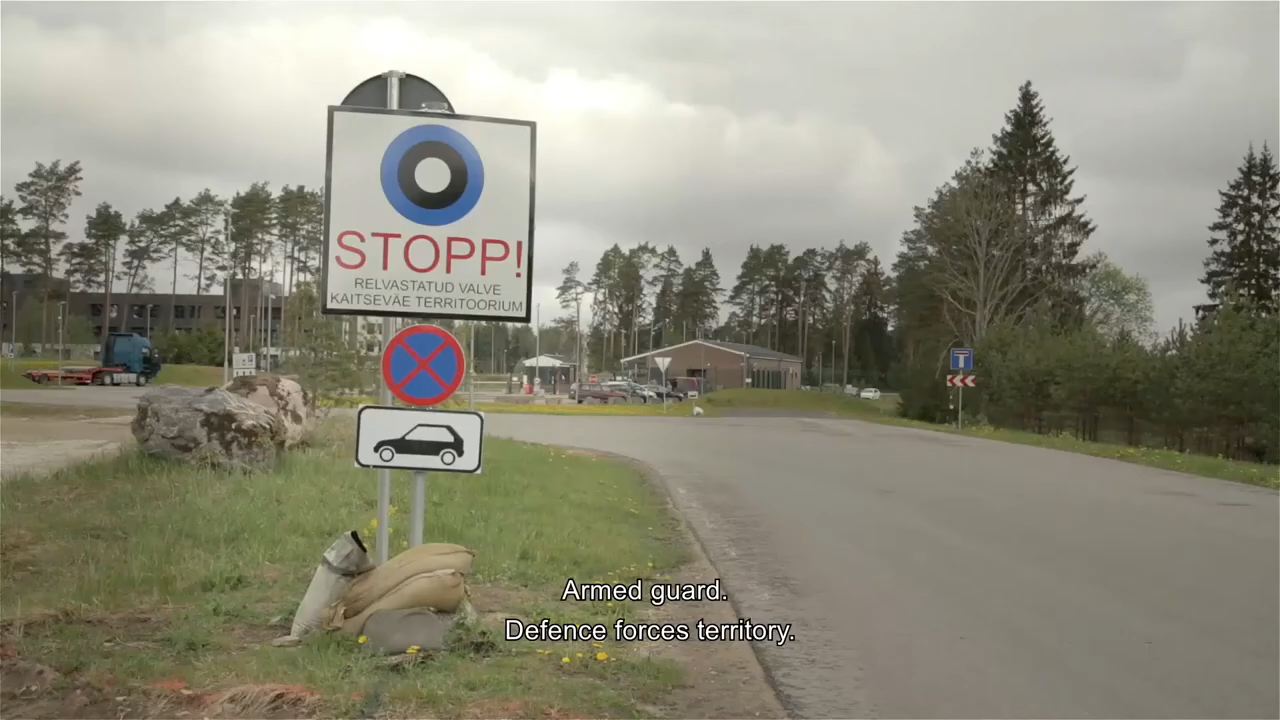 STOPP!
RELVASTATUD VALVE
KAITSEVÄE TERRITOORIUM
Armed guard.
Defence forces territory.